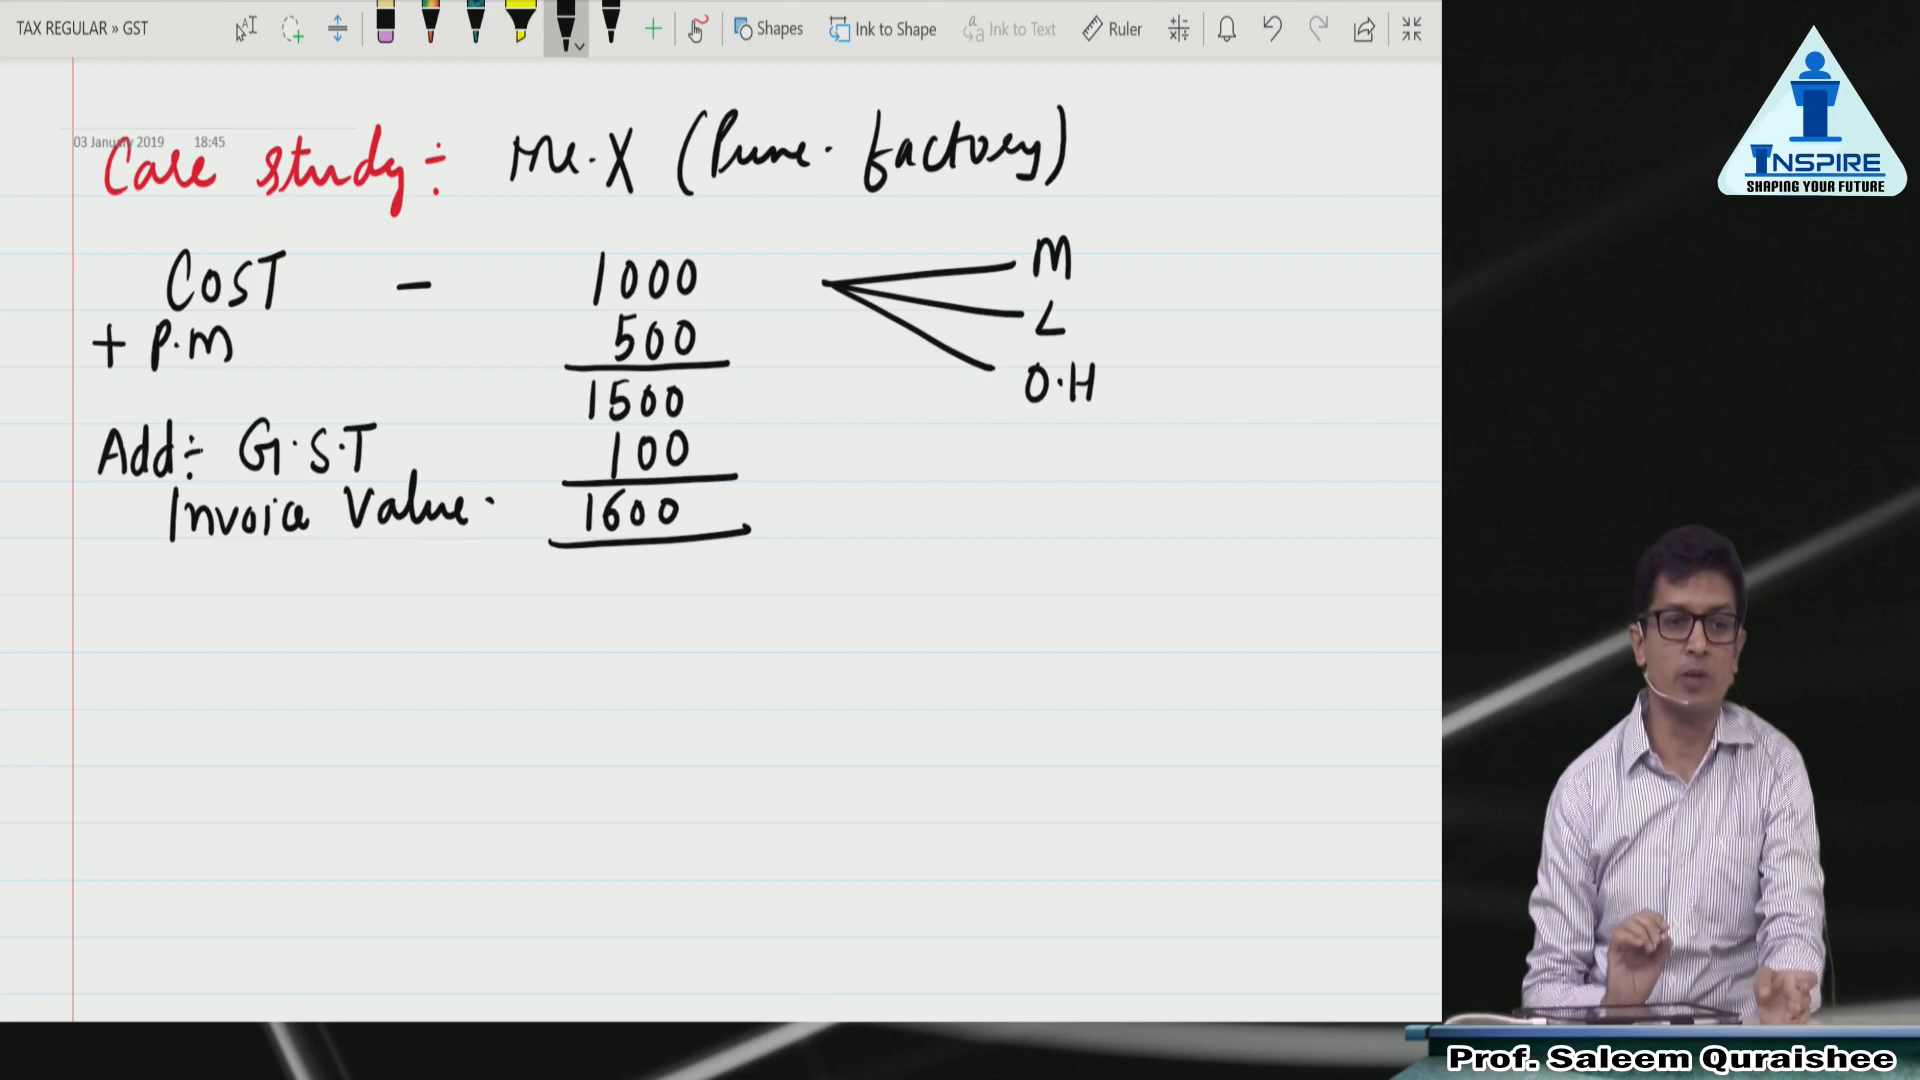 TAX REGULAR » GST
Shapes
Ink to Shape
Ink to Text
Ruler
03 January 2019 18:45
Case study ÷ Mr. X (Pune. factory)
COST - 1000
M
L
O.H
+ P.M 500
1500
Add ÷ G.S.T 100
Invoice Value. 1600
INSPIRE
SHAPING YOUR FUTURE
Prof. Saleem Quraishee